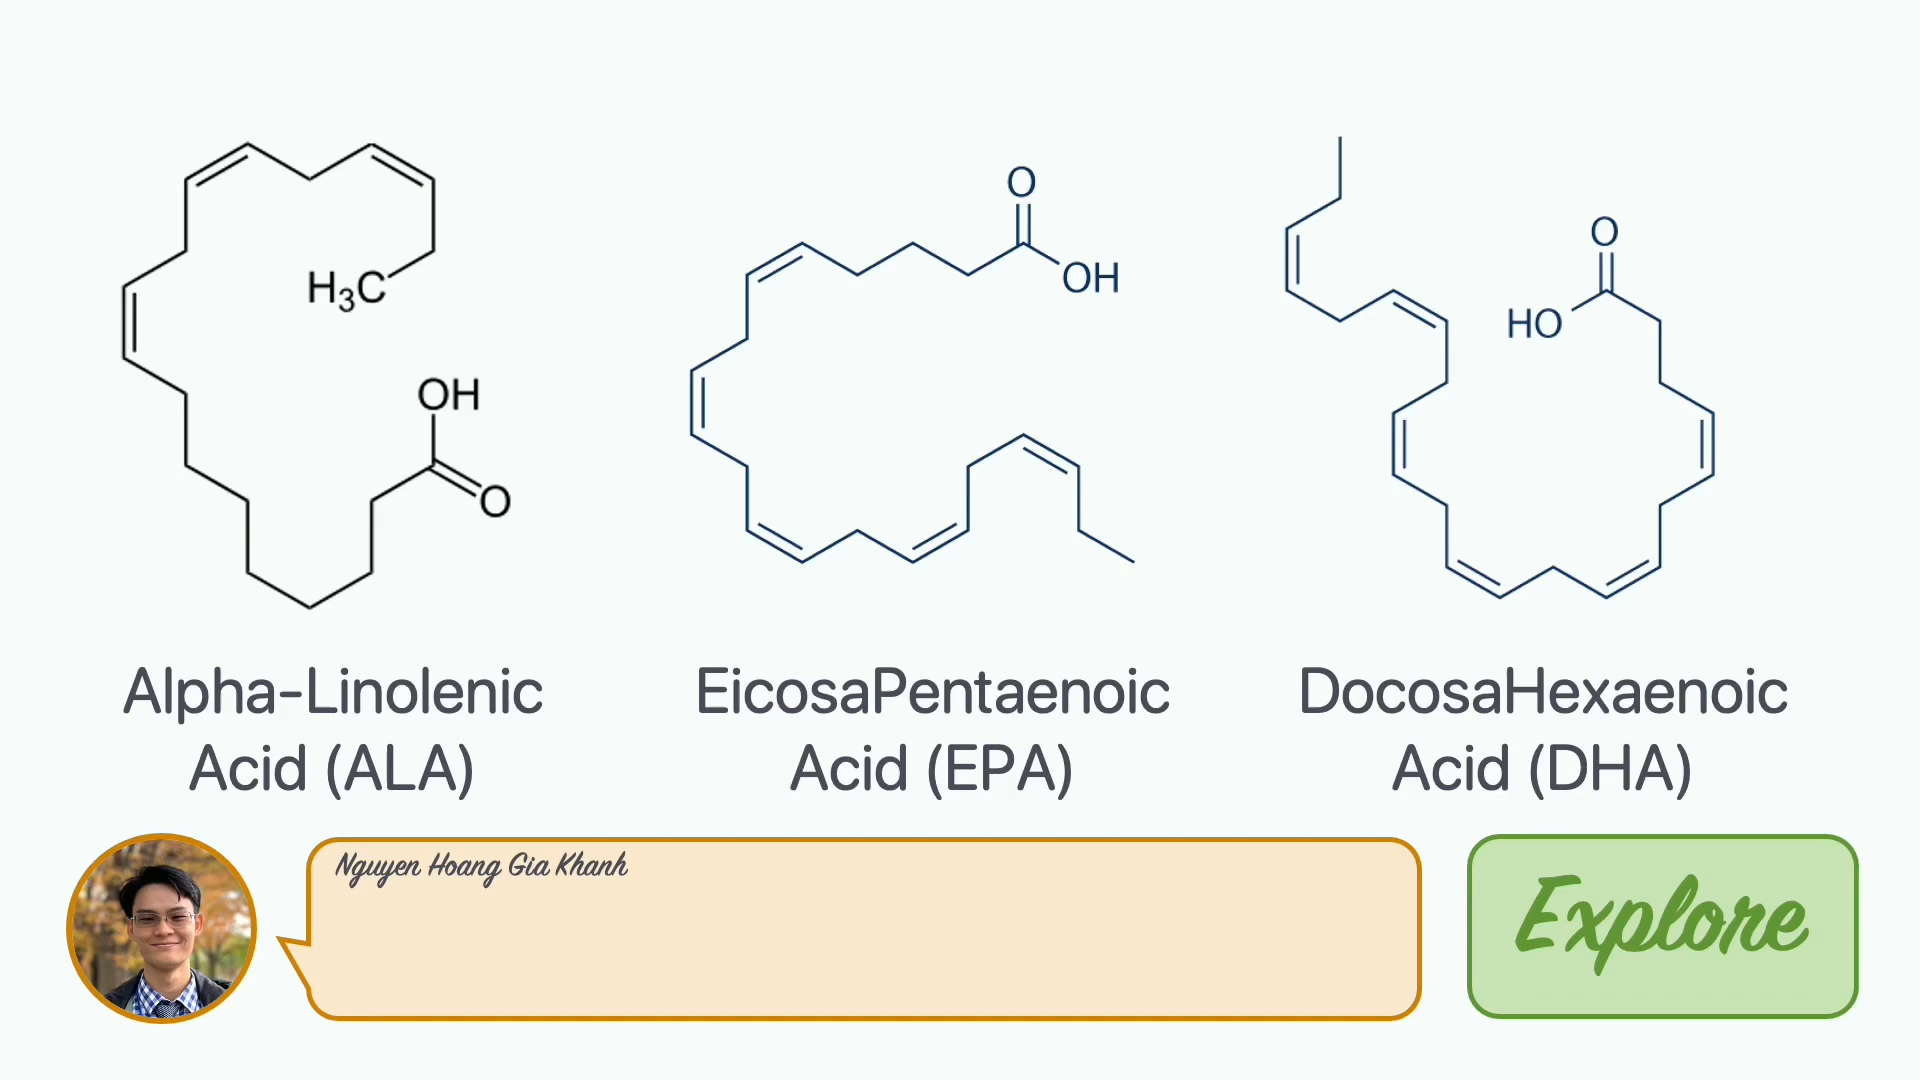 H3C
OH
O
O
OH
O
HO
Alpha-Linolenic
Acid (ALA)
EicosaPentaenoic
Acid (EPA)
DocosaHexaenoic
Acid (DHA)
Nguyen Hoang Gia Khanh
Explore